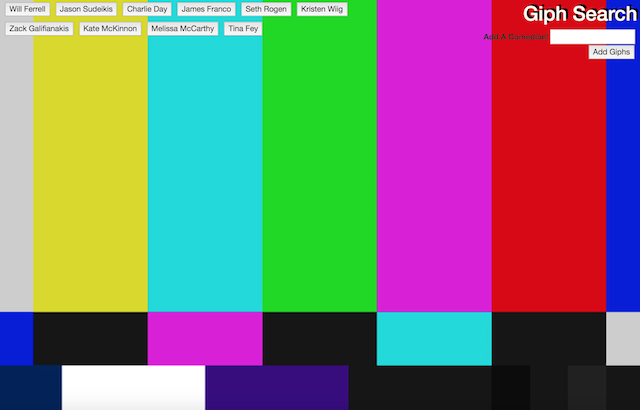 Will Ferrell Jason Sudeikis Charlie Day James Franco Seth Rogen Kristen Wiig
Zack Galifianakis Kate McKinnon Melissa McCarthy Tina Fey
Giph Search
Add A Comedian:
Add Giphs